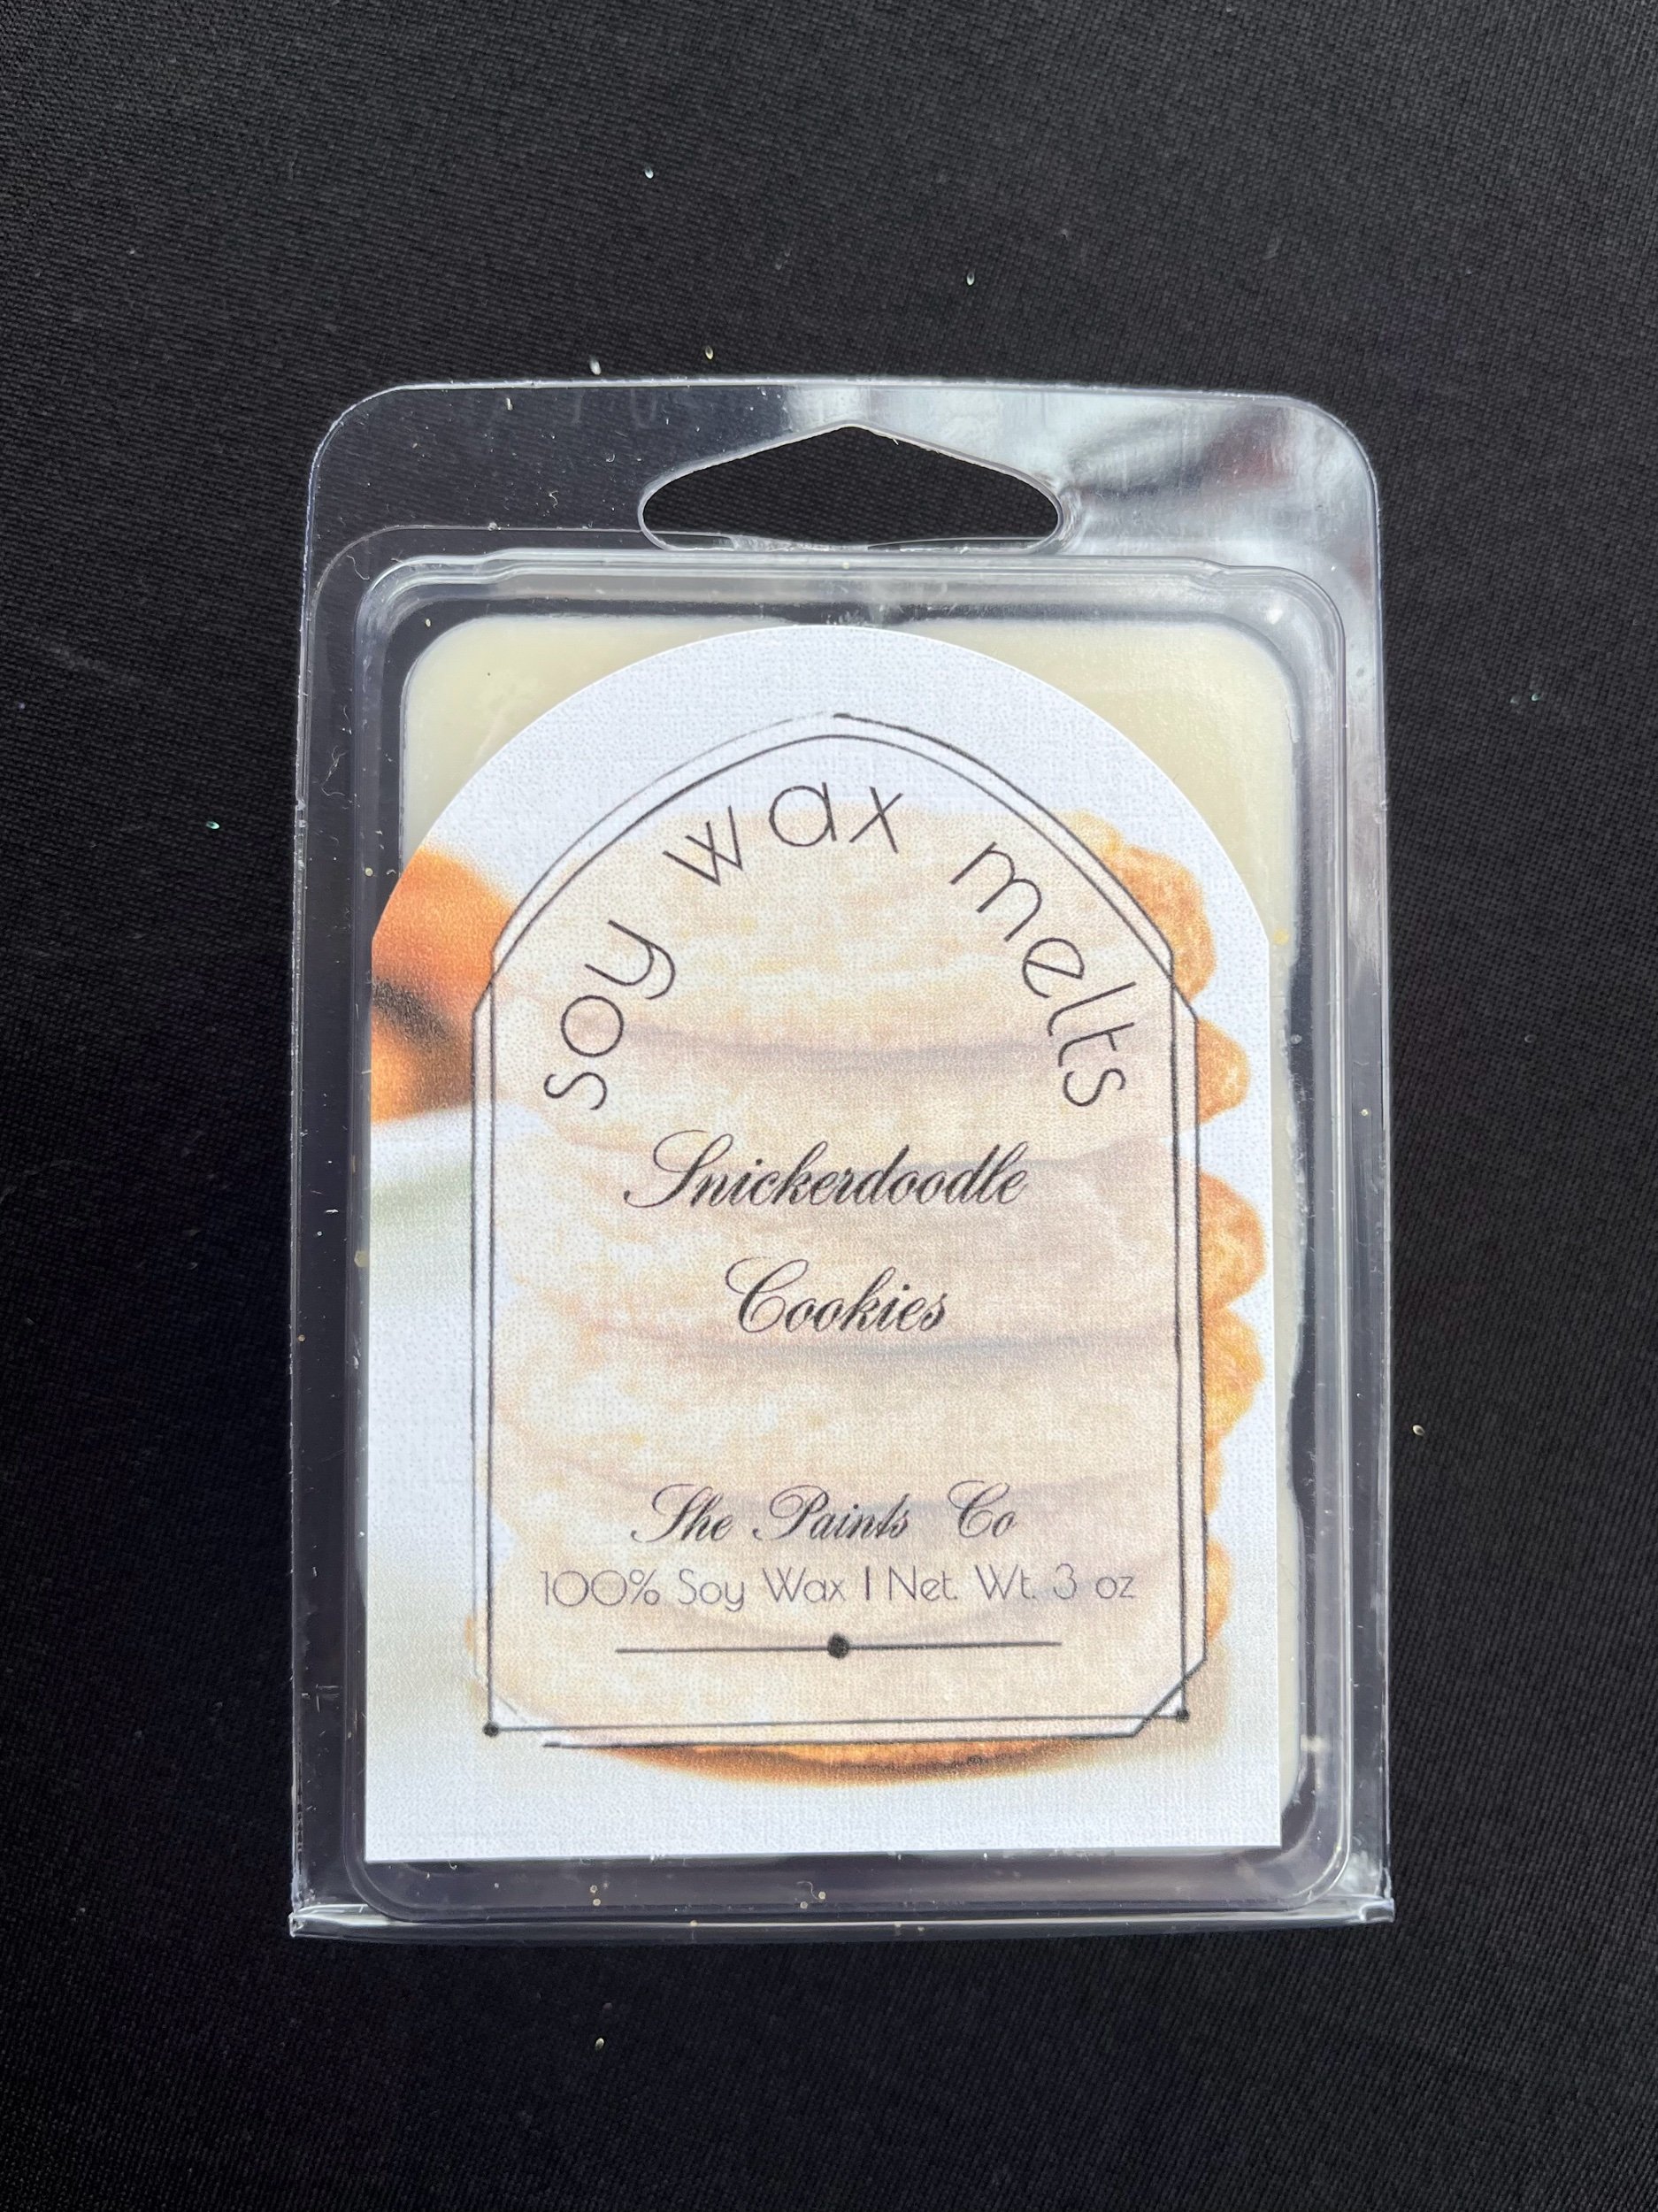 soy wax melts
Snickerdoodle
Cookies
She Paints Co
100% Soy Wax | Net. Wt. 3 oz